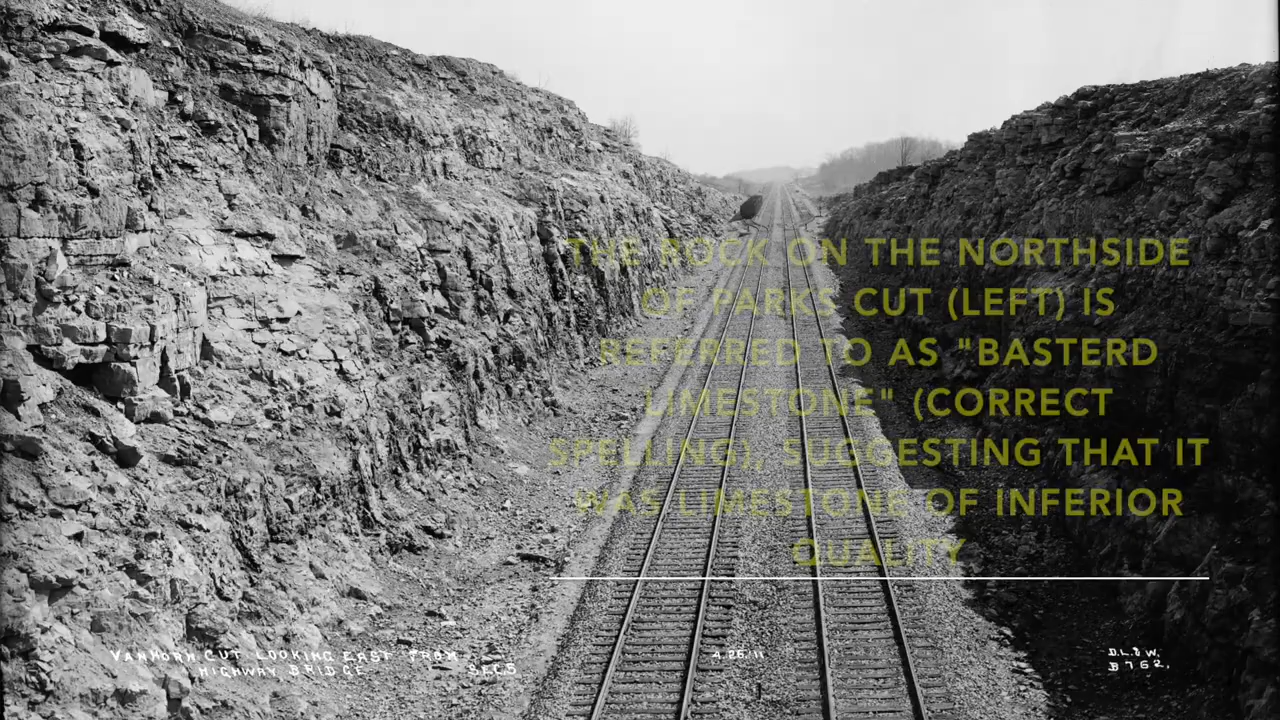 THE ROCK ON THE NORTHSIDE
OF PARKS CUT (LEFT) IS
REFERRED TO AS "BASTERD
LIMESTONE" (CORRECT
SPELLING), SUGGESTING THAT IT
WAS LIMESTONE OF INFERIOR
QUALITY
VANHORN CUT LOOKING EAST FROM
HIGHWAY BRIDGE SEC5
4.26.11
D.L.&W.
B762.